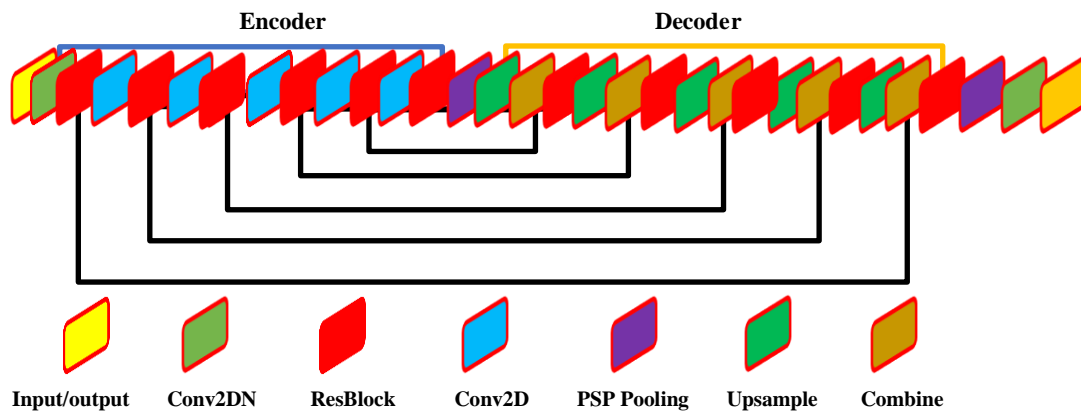 Encoder Decoder
Input/output Conv2DN ResBlock Conv2D PSP Pooling Upsample Combine